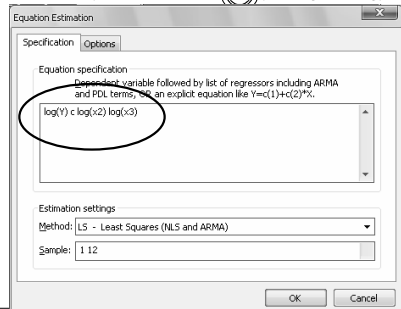 Equation Estimation
Specification Options
Equation specification
Dependent variable followed by list of regressors including ARMA
and PDL terms, OR an explicit equation like Y=c(1)+c(2)*X.
log(Y) c log(x2) log(x3)
Estimation settings
Method: LS - Least Squares (NLS and ARMA)
Sample: 1 12
OK Cancel